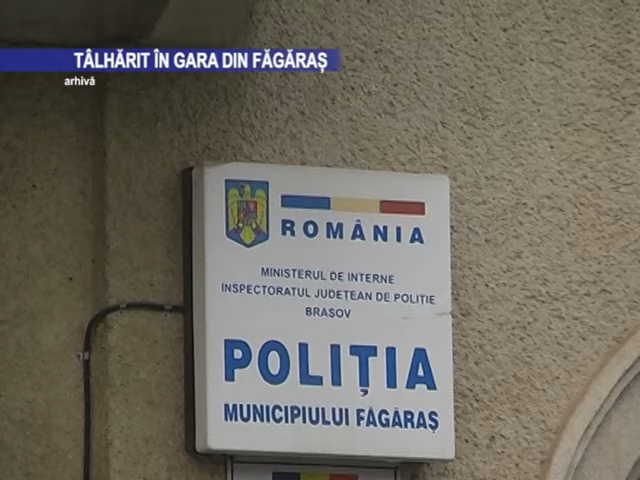 TÂLHĂRIT ÎN GARA DIN FĂGĂRAȘ
arhivă
ROMÂNIA
MINISTERUL DE INTERNE
INSPECTORATUL JUDEȚEAN DE POLIȚIE
BRAȘOV
POLIȚIA
MUNICIPIULUI FĂGĂRAȘ